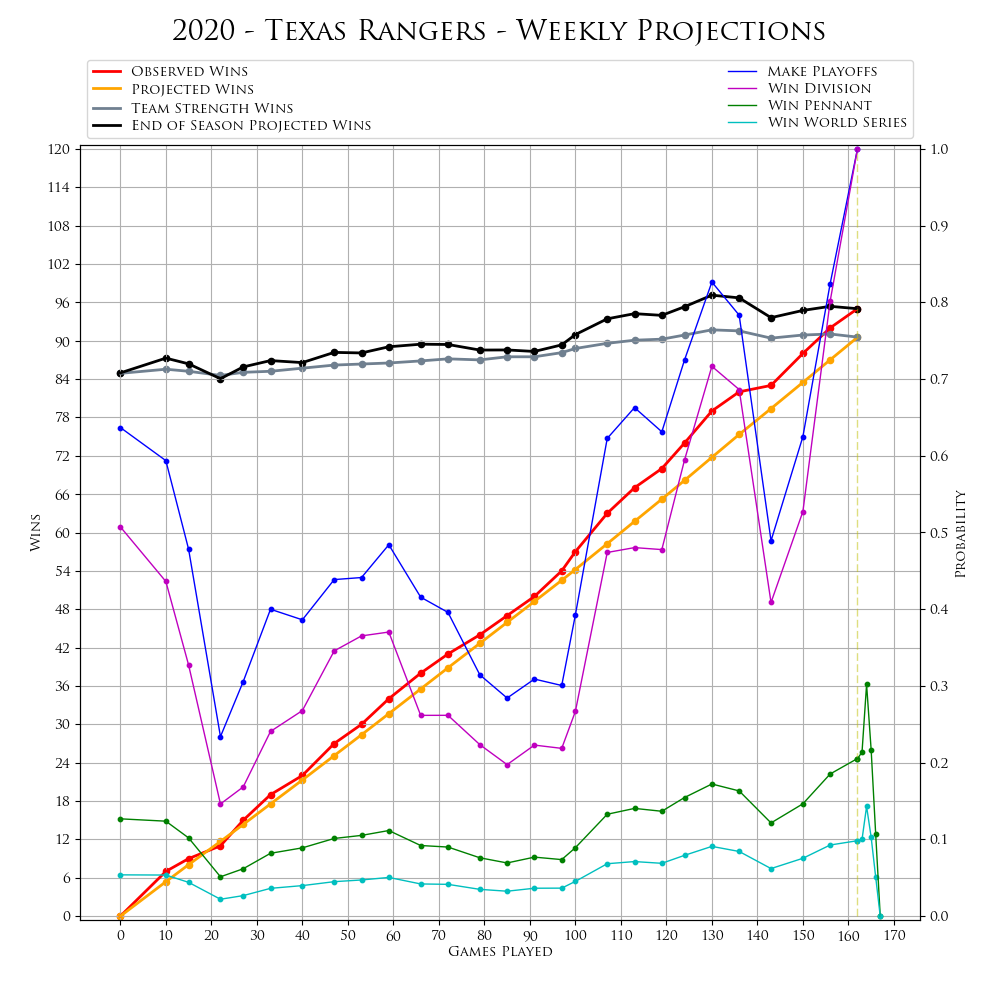 2020 - Texas Rangers - Weekly Projections
Observed Wins
Projected Wins
Team Strength Wins
End of Season Projected Wins
Make Playoffs
Win Division
Win Pennant
Win World Series
120
114
108
102
96
90
84
78
72
66
60
54
48
42
36
30
24
18
12
6
0
Wins
1.0
0.9
0.8
0.7
0.6
0.5
0.4
0.3
0.2
0.1
0.0
Probability
0 10 20 30 40 50 60 70 80 90 100 110 120 130 140 150 160 170
Games Played